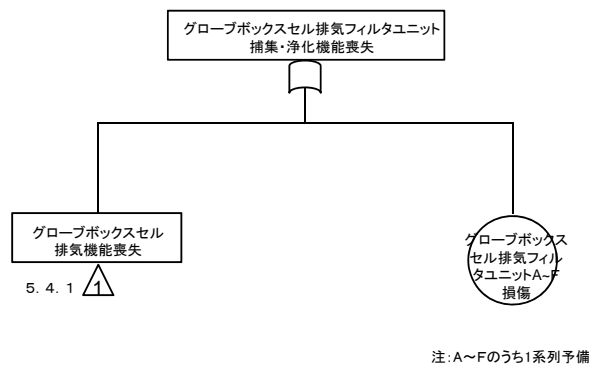 グローブボックスセル排気フィルタユニット
捕集・浄化機能喪失
グローブボックスセル
排気機能喪失
5.4.1
1
グローブボックス
セル排気フィル
タユニットA~F
損傷
注:A～Fのうち1系列予備